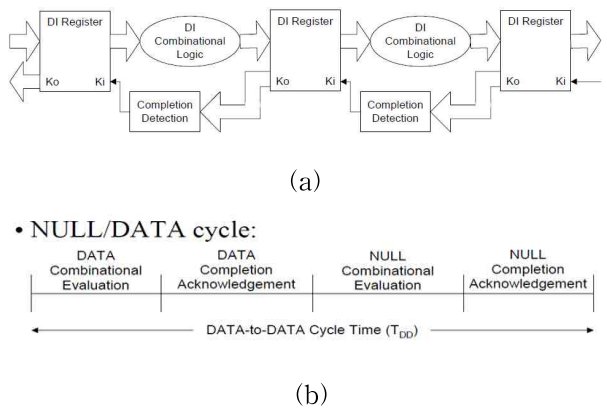 DI Register
DI
Combinational
Logic
DI Register
DI
Combinational
Logic
DI Register
Ko Ki
Ko Ki
Ko Ki
Completion
Detection
Completion
Detection
(a)
• NULL/DATA cycle:
DATA
Combinational
Evaluation
DATA
Completion
Acknowledgement
NULL
Combinational
Evaluation
NULL
Completion
Acknowledgement
DATA-to-DATA Cycle Time (TDD)
(b)